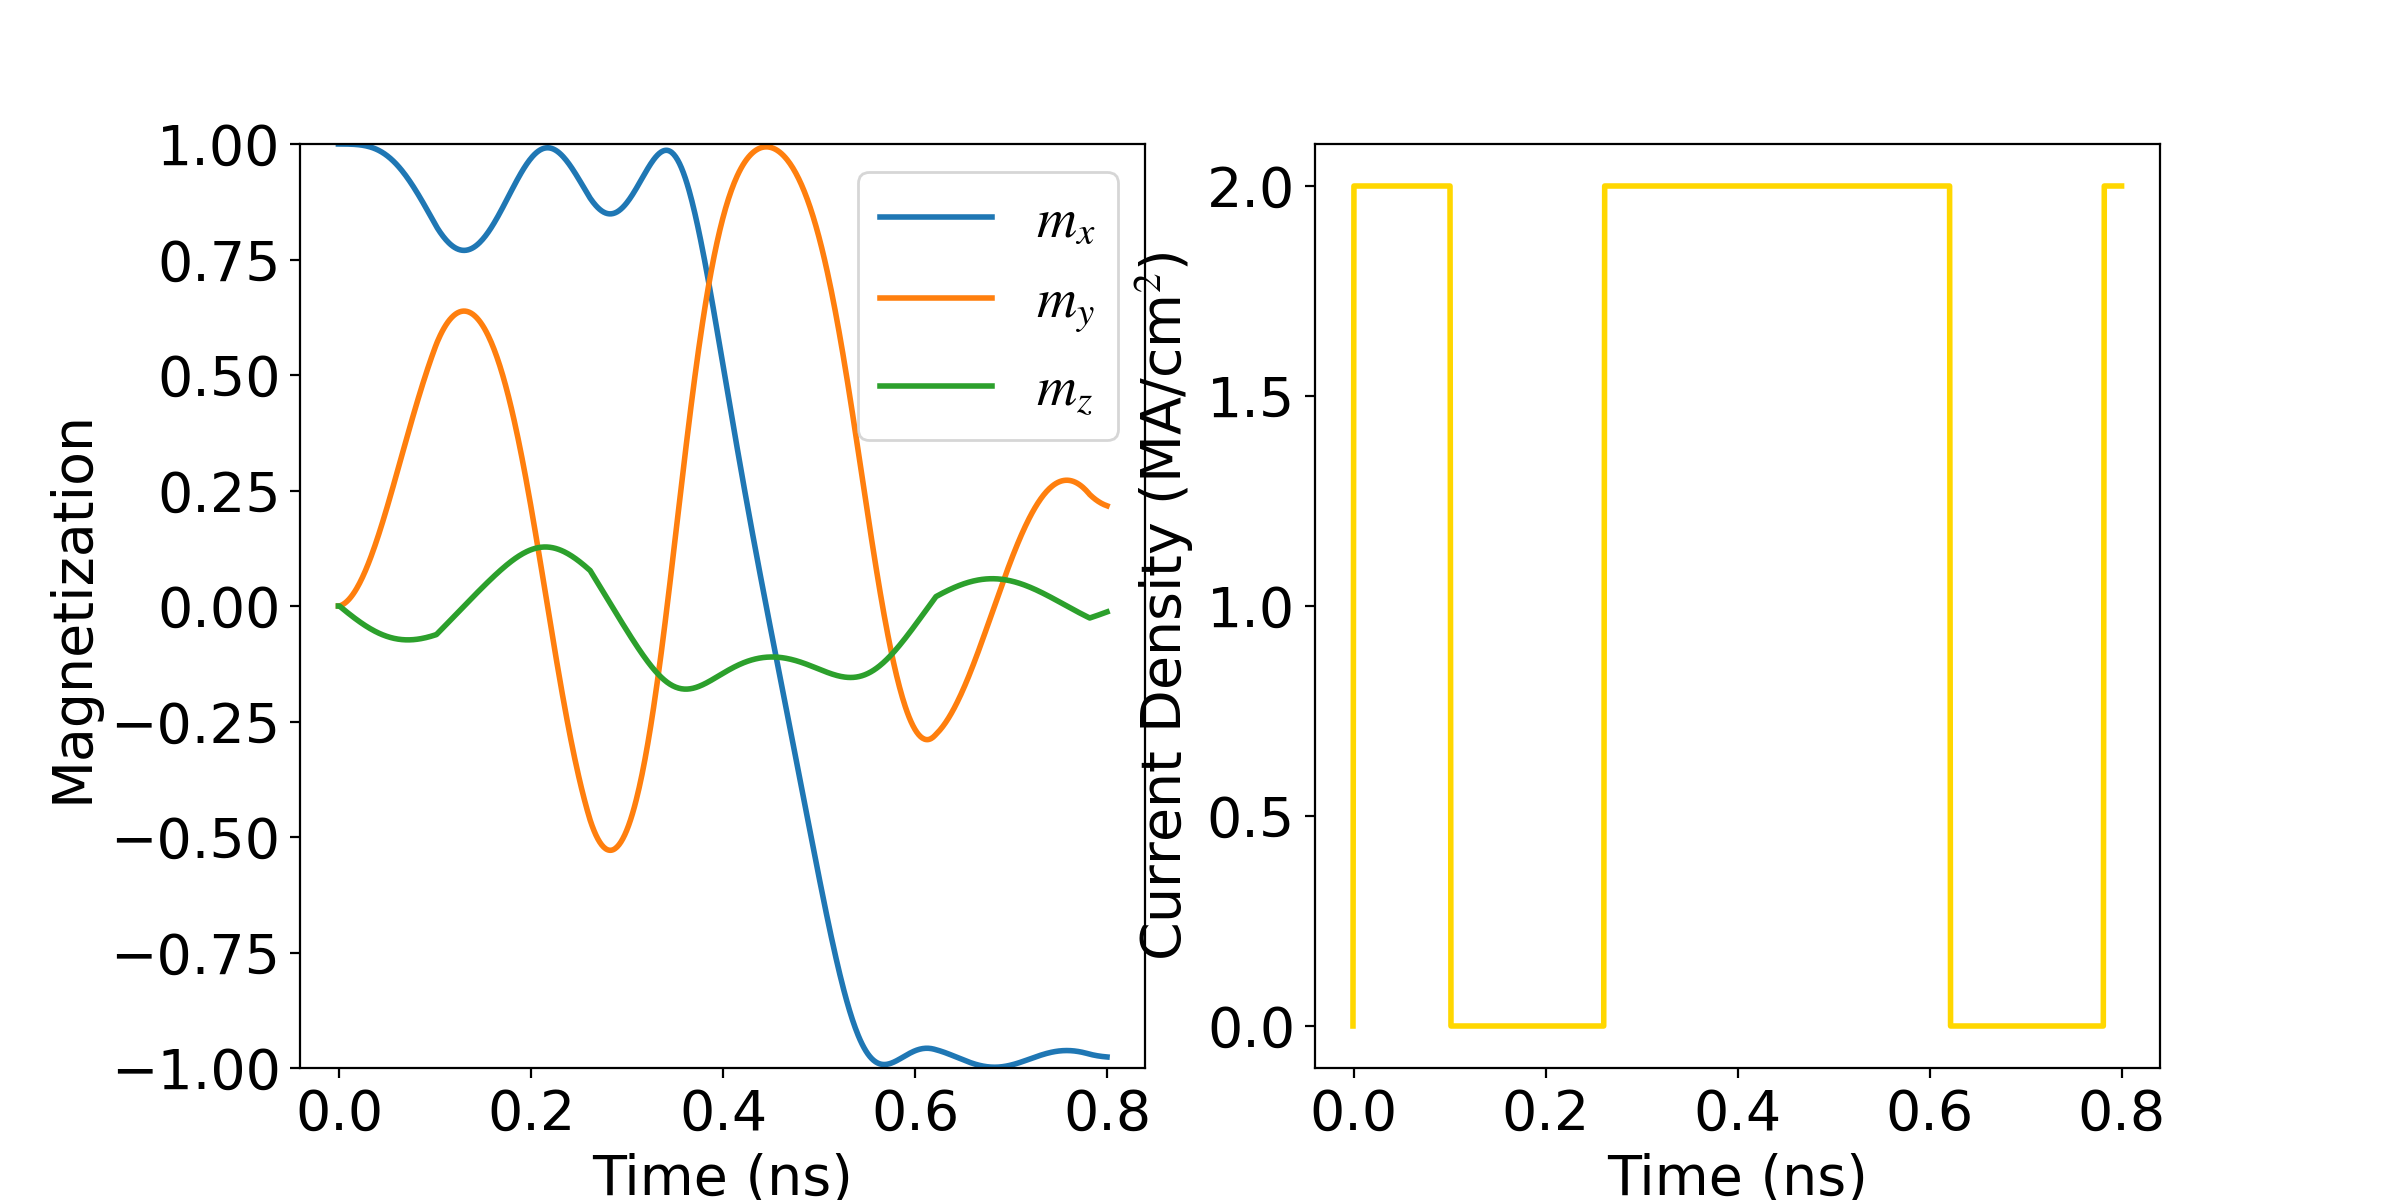 1.00
0.75
0.50
0.25
0.00
−0.25
−0.50
−0.75
−1.00
Magnetization
0.0 0.2 0.4 0.6 0.8
Time (ns)
m_x
m_y
m_z
Current Density (MA/cm²)
2.0
1.5
1.0
0.5
0.0
0.0 0.2 0.4 0.6 0.8
Time (ns)